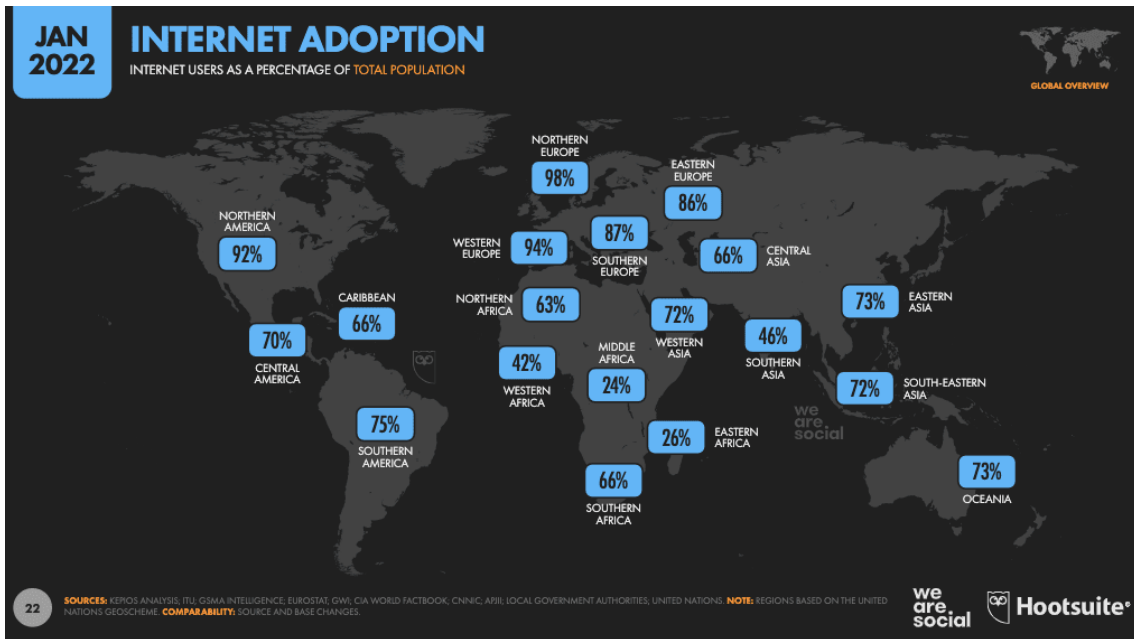 JAN
2022
INTERNET ADOPTION
INTERNET USERS AS A PERCENTAGE OF TOTAL POPULATION
GLOBAL OVERVIEW
NORTHERN
EUROPE
98%
EASTERN
EUROPE
86%
NORTHERN
AMERICA
92%
WESTERN
EUROPE
94%
87%
SOUTHERN
EUROPE
66%
CENTRAL
ASIA
CARIBBEAN
66%
NORTHERN
AFRICA
63%
72%
WESTERN
ASIA
73%
EASTERN
ASIA
70%
CENTRAL
AMERICA
42%
WESTERN
AFRICA
MIDDLE
AFRICA
24%
46%
SOUTHERN
ASIA
72%
SOUTH-EASTERN
ASIA
75%
SOUTHERN
AMERICA
26%
EASTERN
AFRICA
we
are
social
66%
SOUTHERN
AFRICA
73%
OCEANIA
22
SOURCES: KEPIOS ANALYSIS; ITU; GSMA INTELLIGENCE; EUROSTAT; GWI; CIA WORLD FACTBOOK; CNNIC; APJII; LOCAL GOVERNMENT AUTHORITIES; UNITED NATIONS. NOTE: REGIONS BASED ON THE UNITED
NATIONS GEOSCHEME. COMPARABILITY: SOURCE AND BASE CHANGES.
we
are
social
Hootsuite®